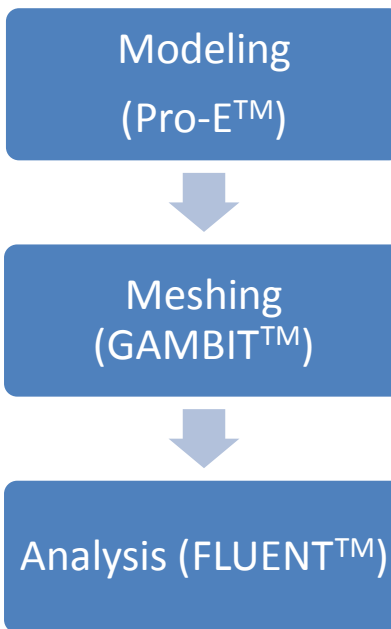 Modeling
(Pro-E™)
Meshing
(GAMBIT™)
Analysis (FLUENT™)